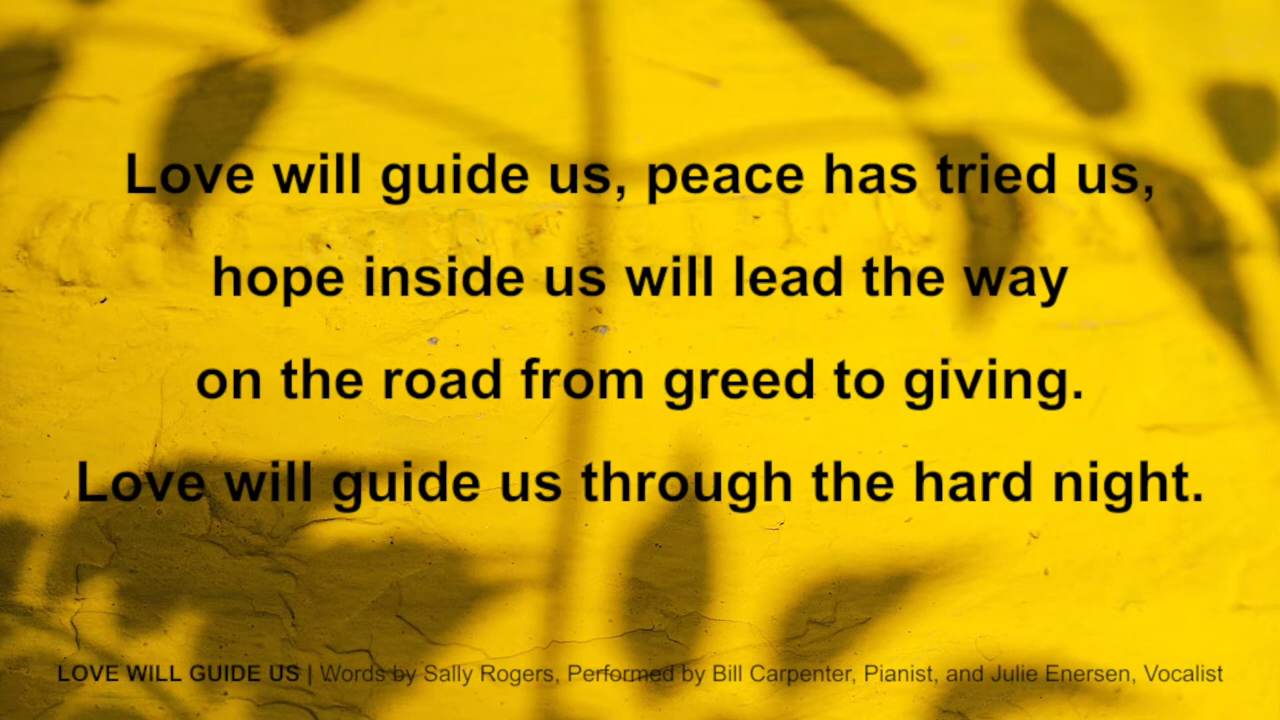 Love will guide us, peace has tried us,
hope inside us will lead the way
on the road from greed to giving.
Love will guide us through the hard night.
LOVE WILL GUIDE US | Words by Sally Rogers, Performed by Bill Carpenter, Pianist, and Julie Enersen, Vocalist